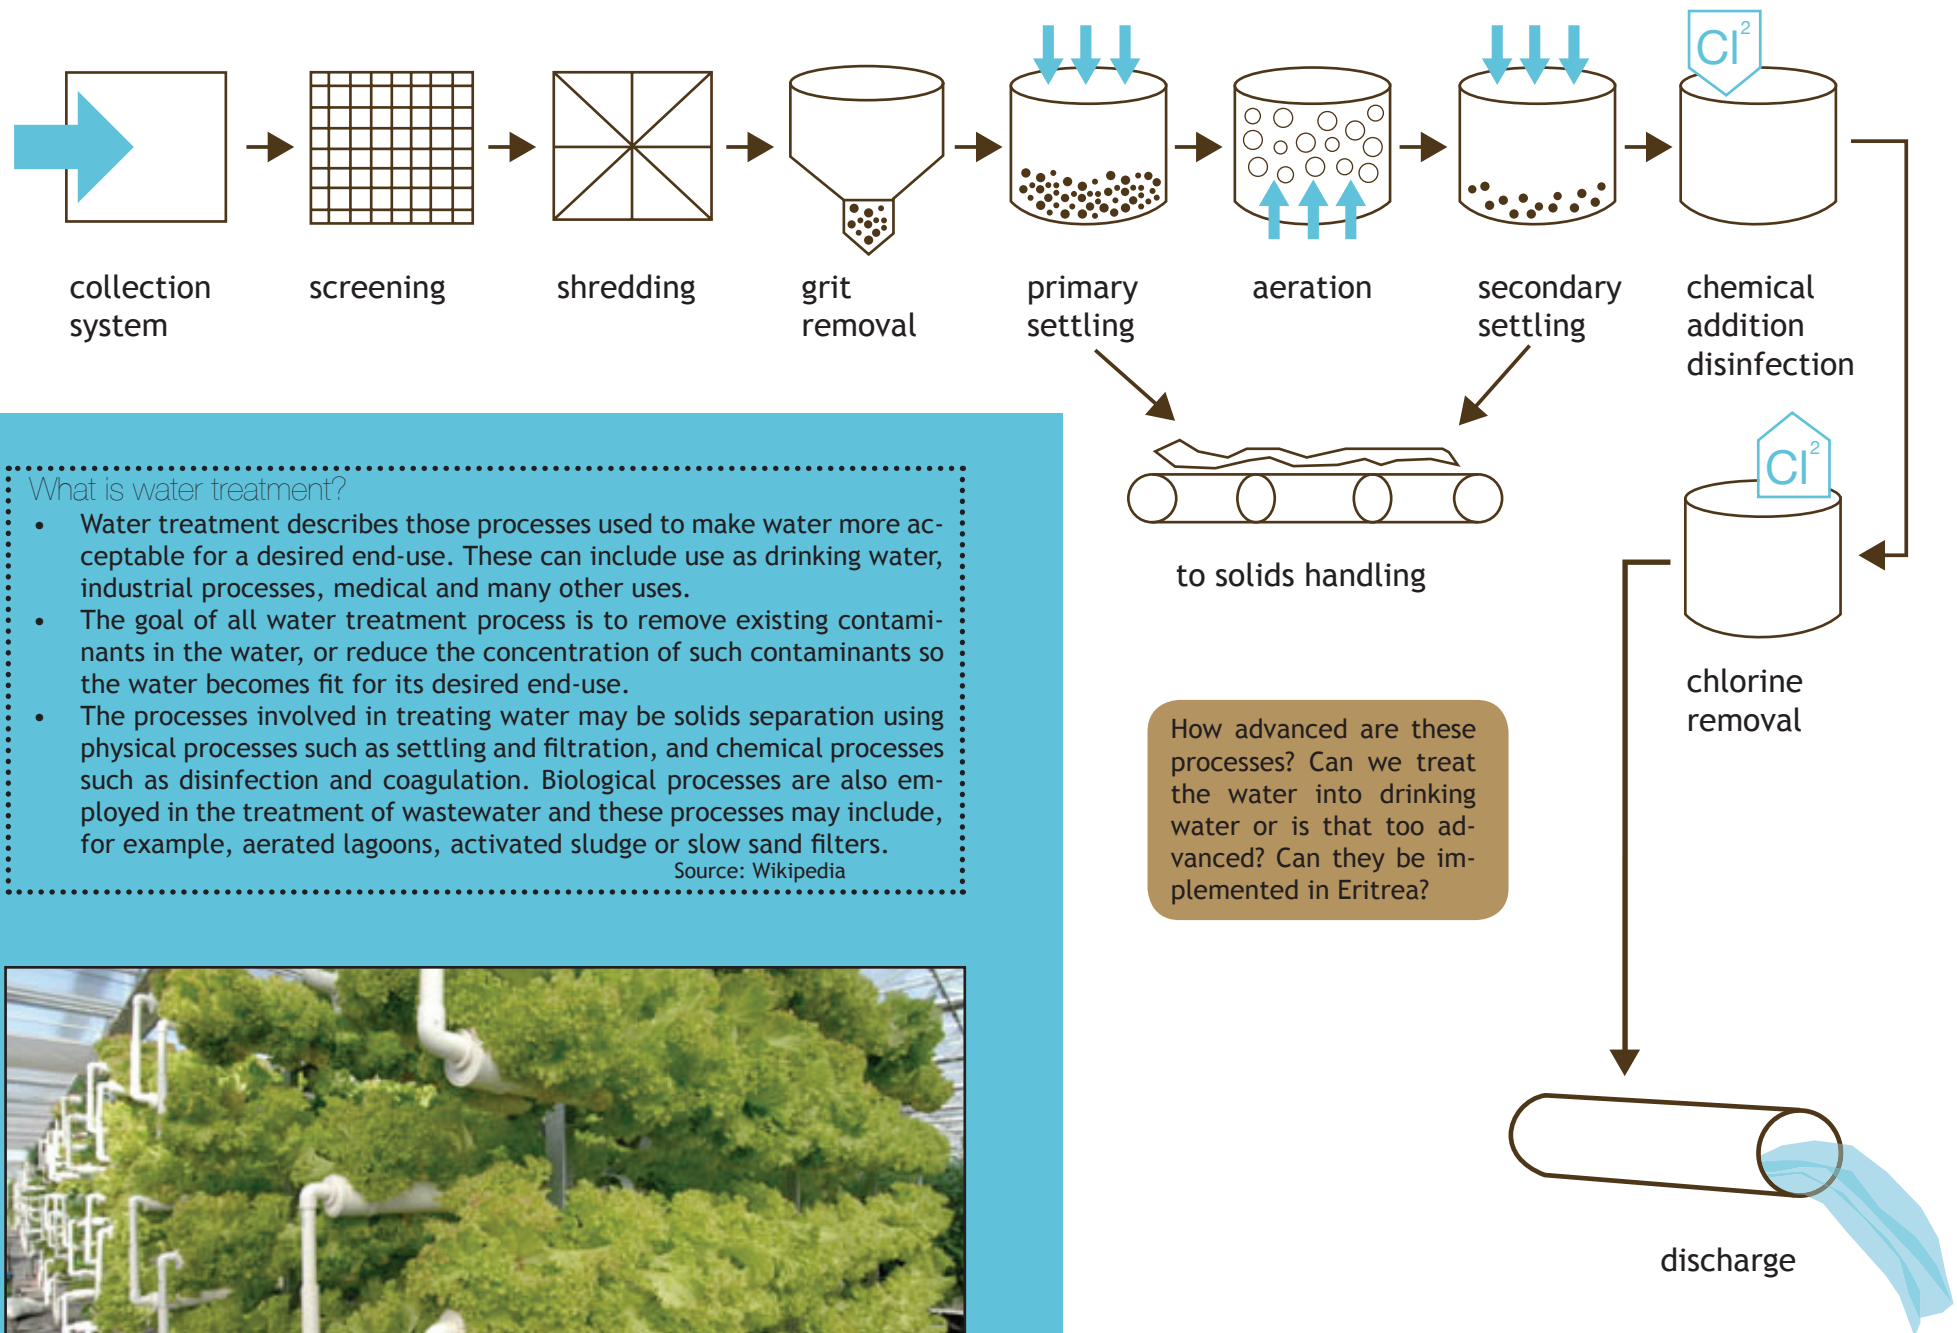 Cl²
collection
system
screening
shredding
grit
removal
primary
settling
aeration
secondary
settling
chemical
addition
disinfection
What is water treatment?
• Water treatment describes those processes used to make water more ac-
ceptable for a desired end-use. These can include use as drinking water,
industrial processes, medical and many other uses.
• The goal of all water treatment process is to remove existing contami-
nants in the water, or reduce the concentration of such contaminants so
the water becomes fit for its desired end-use.
• The processes involved in treating water may be solids separation using
physical processes such as settling and filtration, and chemical processes
such as disinfection and coagulation. Biological processes are also em-
ployed in the treatment of wastewater and these processes may include,
for example, aerated lagoons, activated sludge or slow sand filters.
Source: Wikipedia
to solids handling
Cl²
chlorine
removal
How advanced are these
processes? Can we treat
the water into drinking
water or is that too ad-
vanced? Can they be im-
plemented in Eritrea?
discharge